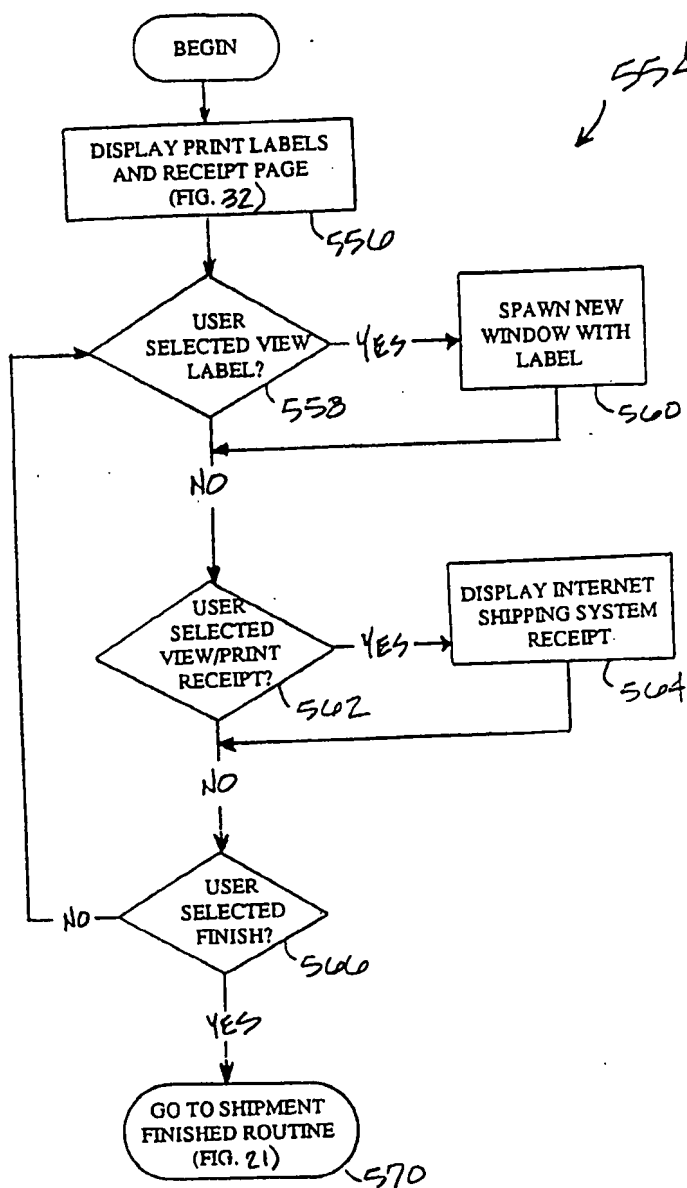 BEGIN
554
DISPLAY PRINT LABELS
AND RECEIPT PAGE
(FIG. 32)
556
USER
SELECTED VIEW
LABEL?
558
YES
SPAWN NEW
WINDOW WITH
LABEL
560
NO
USER
SELECTED
VIEW/PRINT
RECEIPT?
562
YES
DISPLAY INTERNET
SHIPPING SYSTEM
RECEIPT
564
NO
USER
SELECTED
FINISH?
566
NO
YES
GO TO SHIPMENT
FINISHED ROUTINE
(FIG. 21)
570